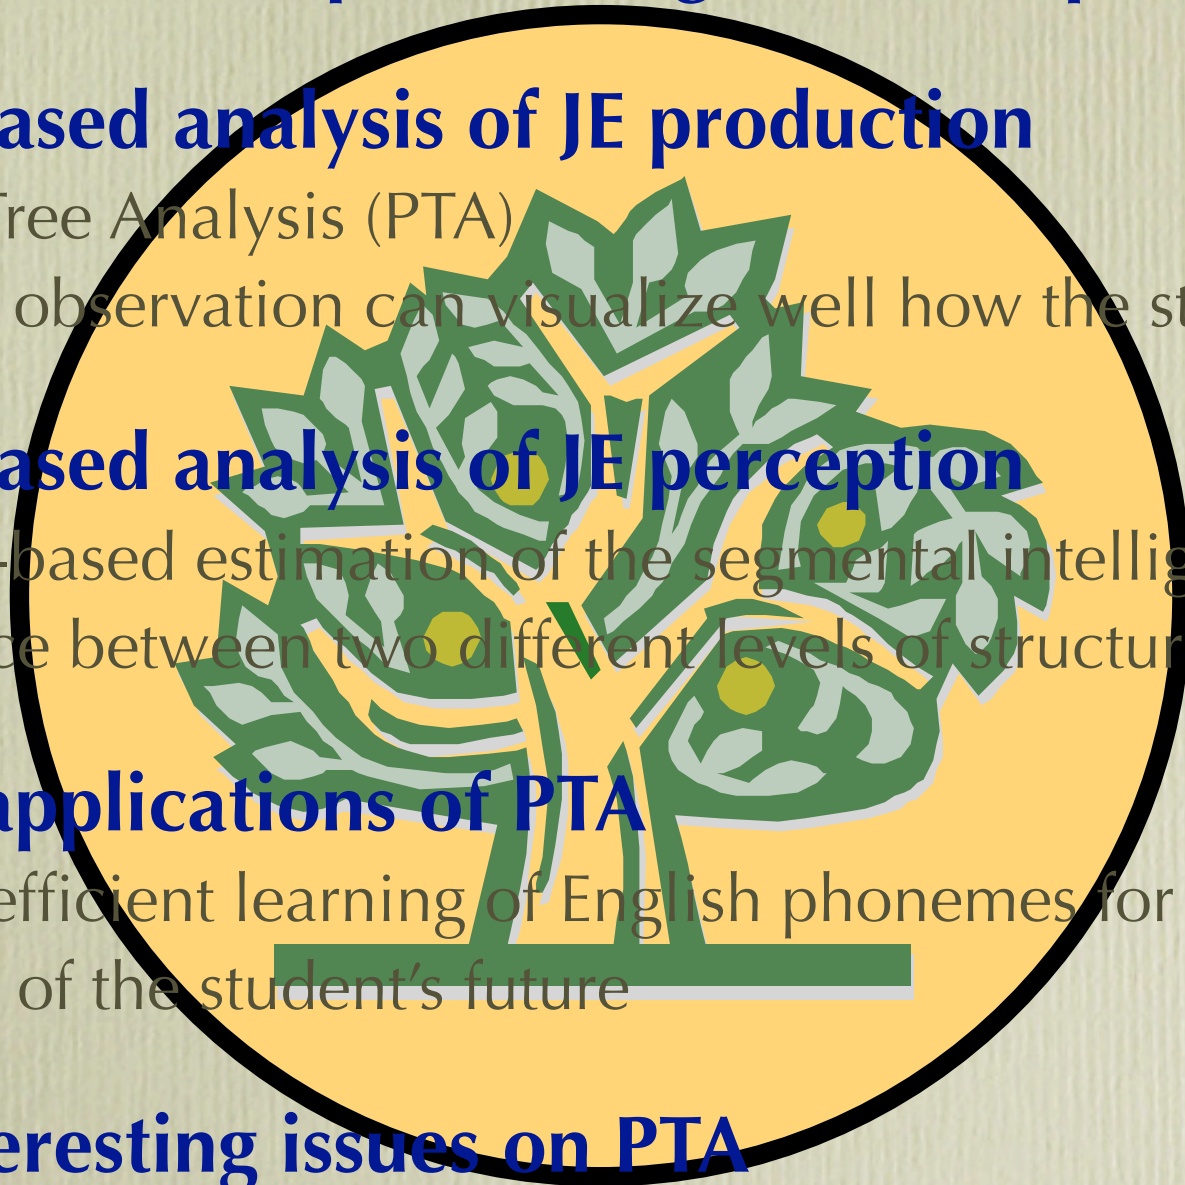 ased analysis of JE production
Tree Analysis (PTA)
observation can visualize well how the st
ased analysis of JE perception
-based estimation of the segmental intellig
ce between two different levels of structur
applications of PTA
efficient learning of English phonemes for
of the student's future
eresting issues on PTA